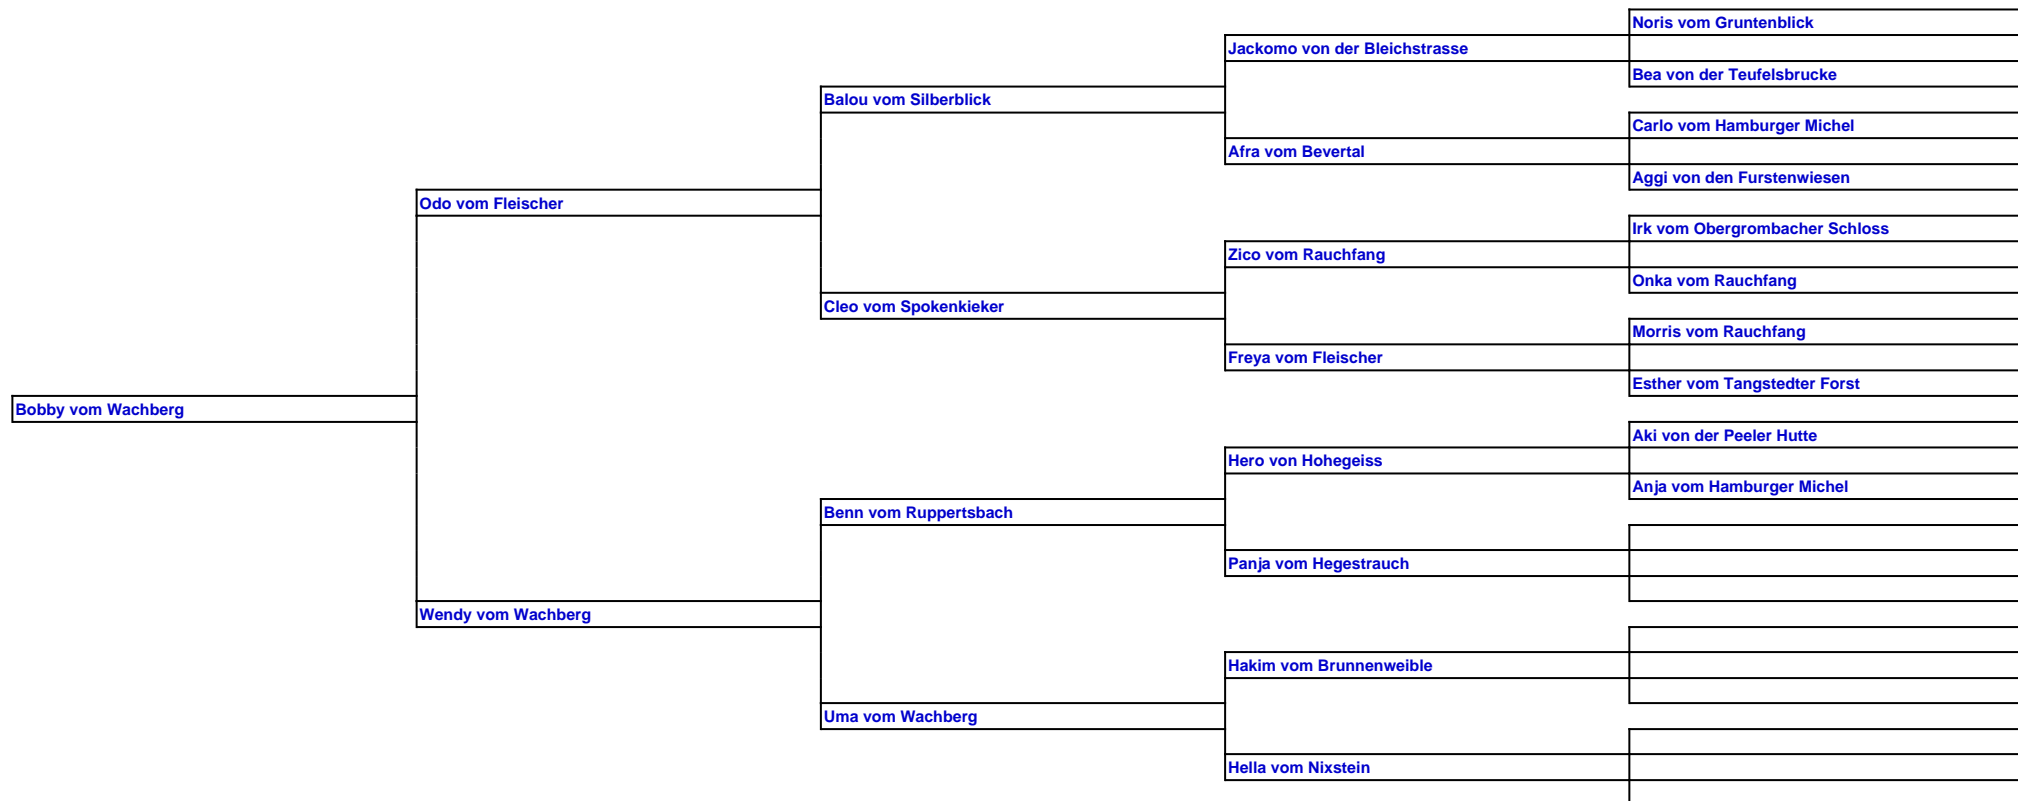 Noris vom Gruntenblick
Jackomo von der Bleichstrasse
Bea von der Teufelsbrucke
Balou vom Silberblick
Carlo vom Hamburger Michel
Afra vom Bevertal
Aggi von den Furstenwiesen
Odo vom Fleischer
Irk vom Obergrombacher Schloss
Zico vom Rauchfang
Onka vom Rauchfang
Cleo vom Spokenkieker
Morris vom Rauchfang
Freya vom Fleischer
Esther vom Tangstedter Forst
Bobby vom Wachberg
Aki von der Peeler Hutte
Hero von Hohegeiss
Anja vom Hamburger Michel
Benn vom Ruppertsbach
Panja vom Hegestrauch
Wendy vom Wachberg
Hakim vom Brunnenweible
Uma vom Wachberg
Hella vom Nixstein